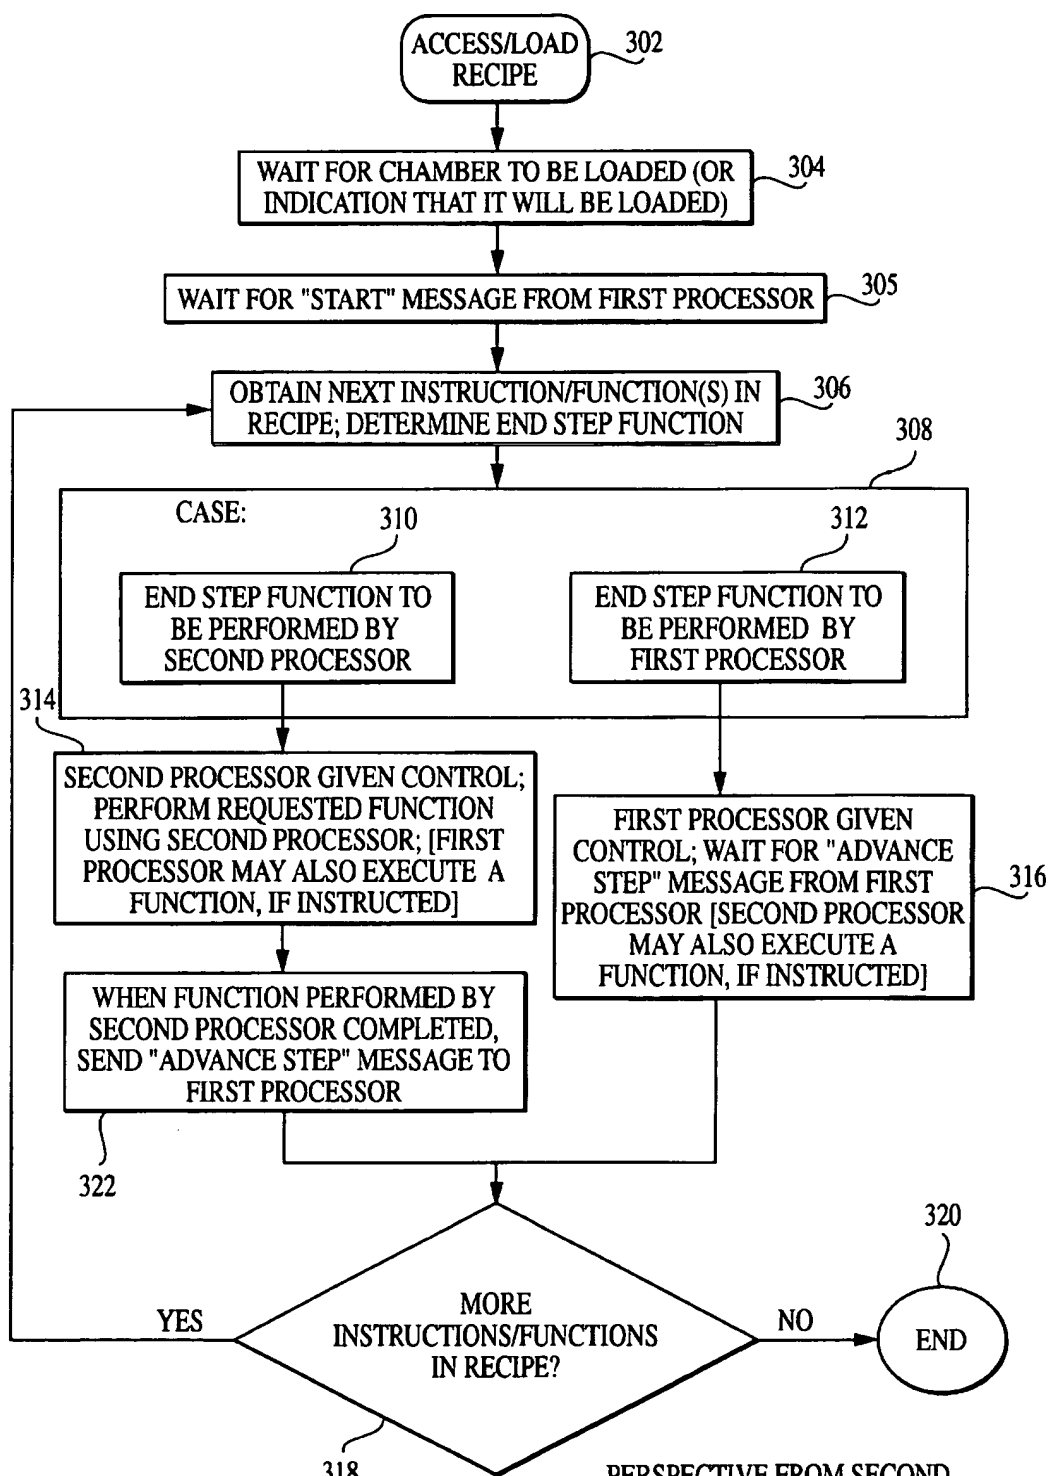 ACCESS/LOAD
RECIPE
302
WAIT FOR CHAMBER TO BE LOADED (OR
INDICATION THAT IT WILL BE LOADED)
304
WAIT FOR "START" MESSAGE FROM FIRST PROCESSOR
305
OBTAIN NEXT INSTRUCTION/FUNCTION(S) IN
RECIPE; DETERMINE END STEP FUNCTION
306
308
CASE:
310
312
END STEP FUNCTION TO
BE PERFORMED BY
SECOND PROCESSOR
END STEP FUNCTION TO
BE PERFORMED BY
FIRST PROCESSOR
314
SECOND PROCESSOR GIVEN CONTROL;
PERFORM REQUESTED FUNCTION
USING SECOND PROCESSOR; [FIRST
PROCESSOR MAY ALSO EXECUTE A
FUNCTION, IF INSTRUCTED]
FIRST PROCESSOR GIVEN
CONTROL; WAIT FOR "ADVANCE
STEP" MESSAGE FROM FIRST
PROCESSOR [SECOND PROCESSOR
MAY ALSO EXECUTE A
FUNCTION, IF INSTRUCTED]
316
WHEN FUNCTION PERFORMED BY
SECOND PROCESSOR COMPLETED,
SEND "ADVANCE STEP" MESSAGE TO
FIRST PROCESSOR
322
MORE
INSTRUCTIONS/FUNCTIONS
IN RECIPE?
YES
NO
320
END
318
PERSPECTIVE FROM SECOND